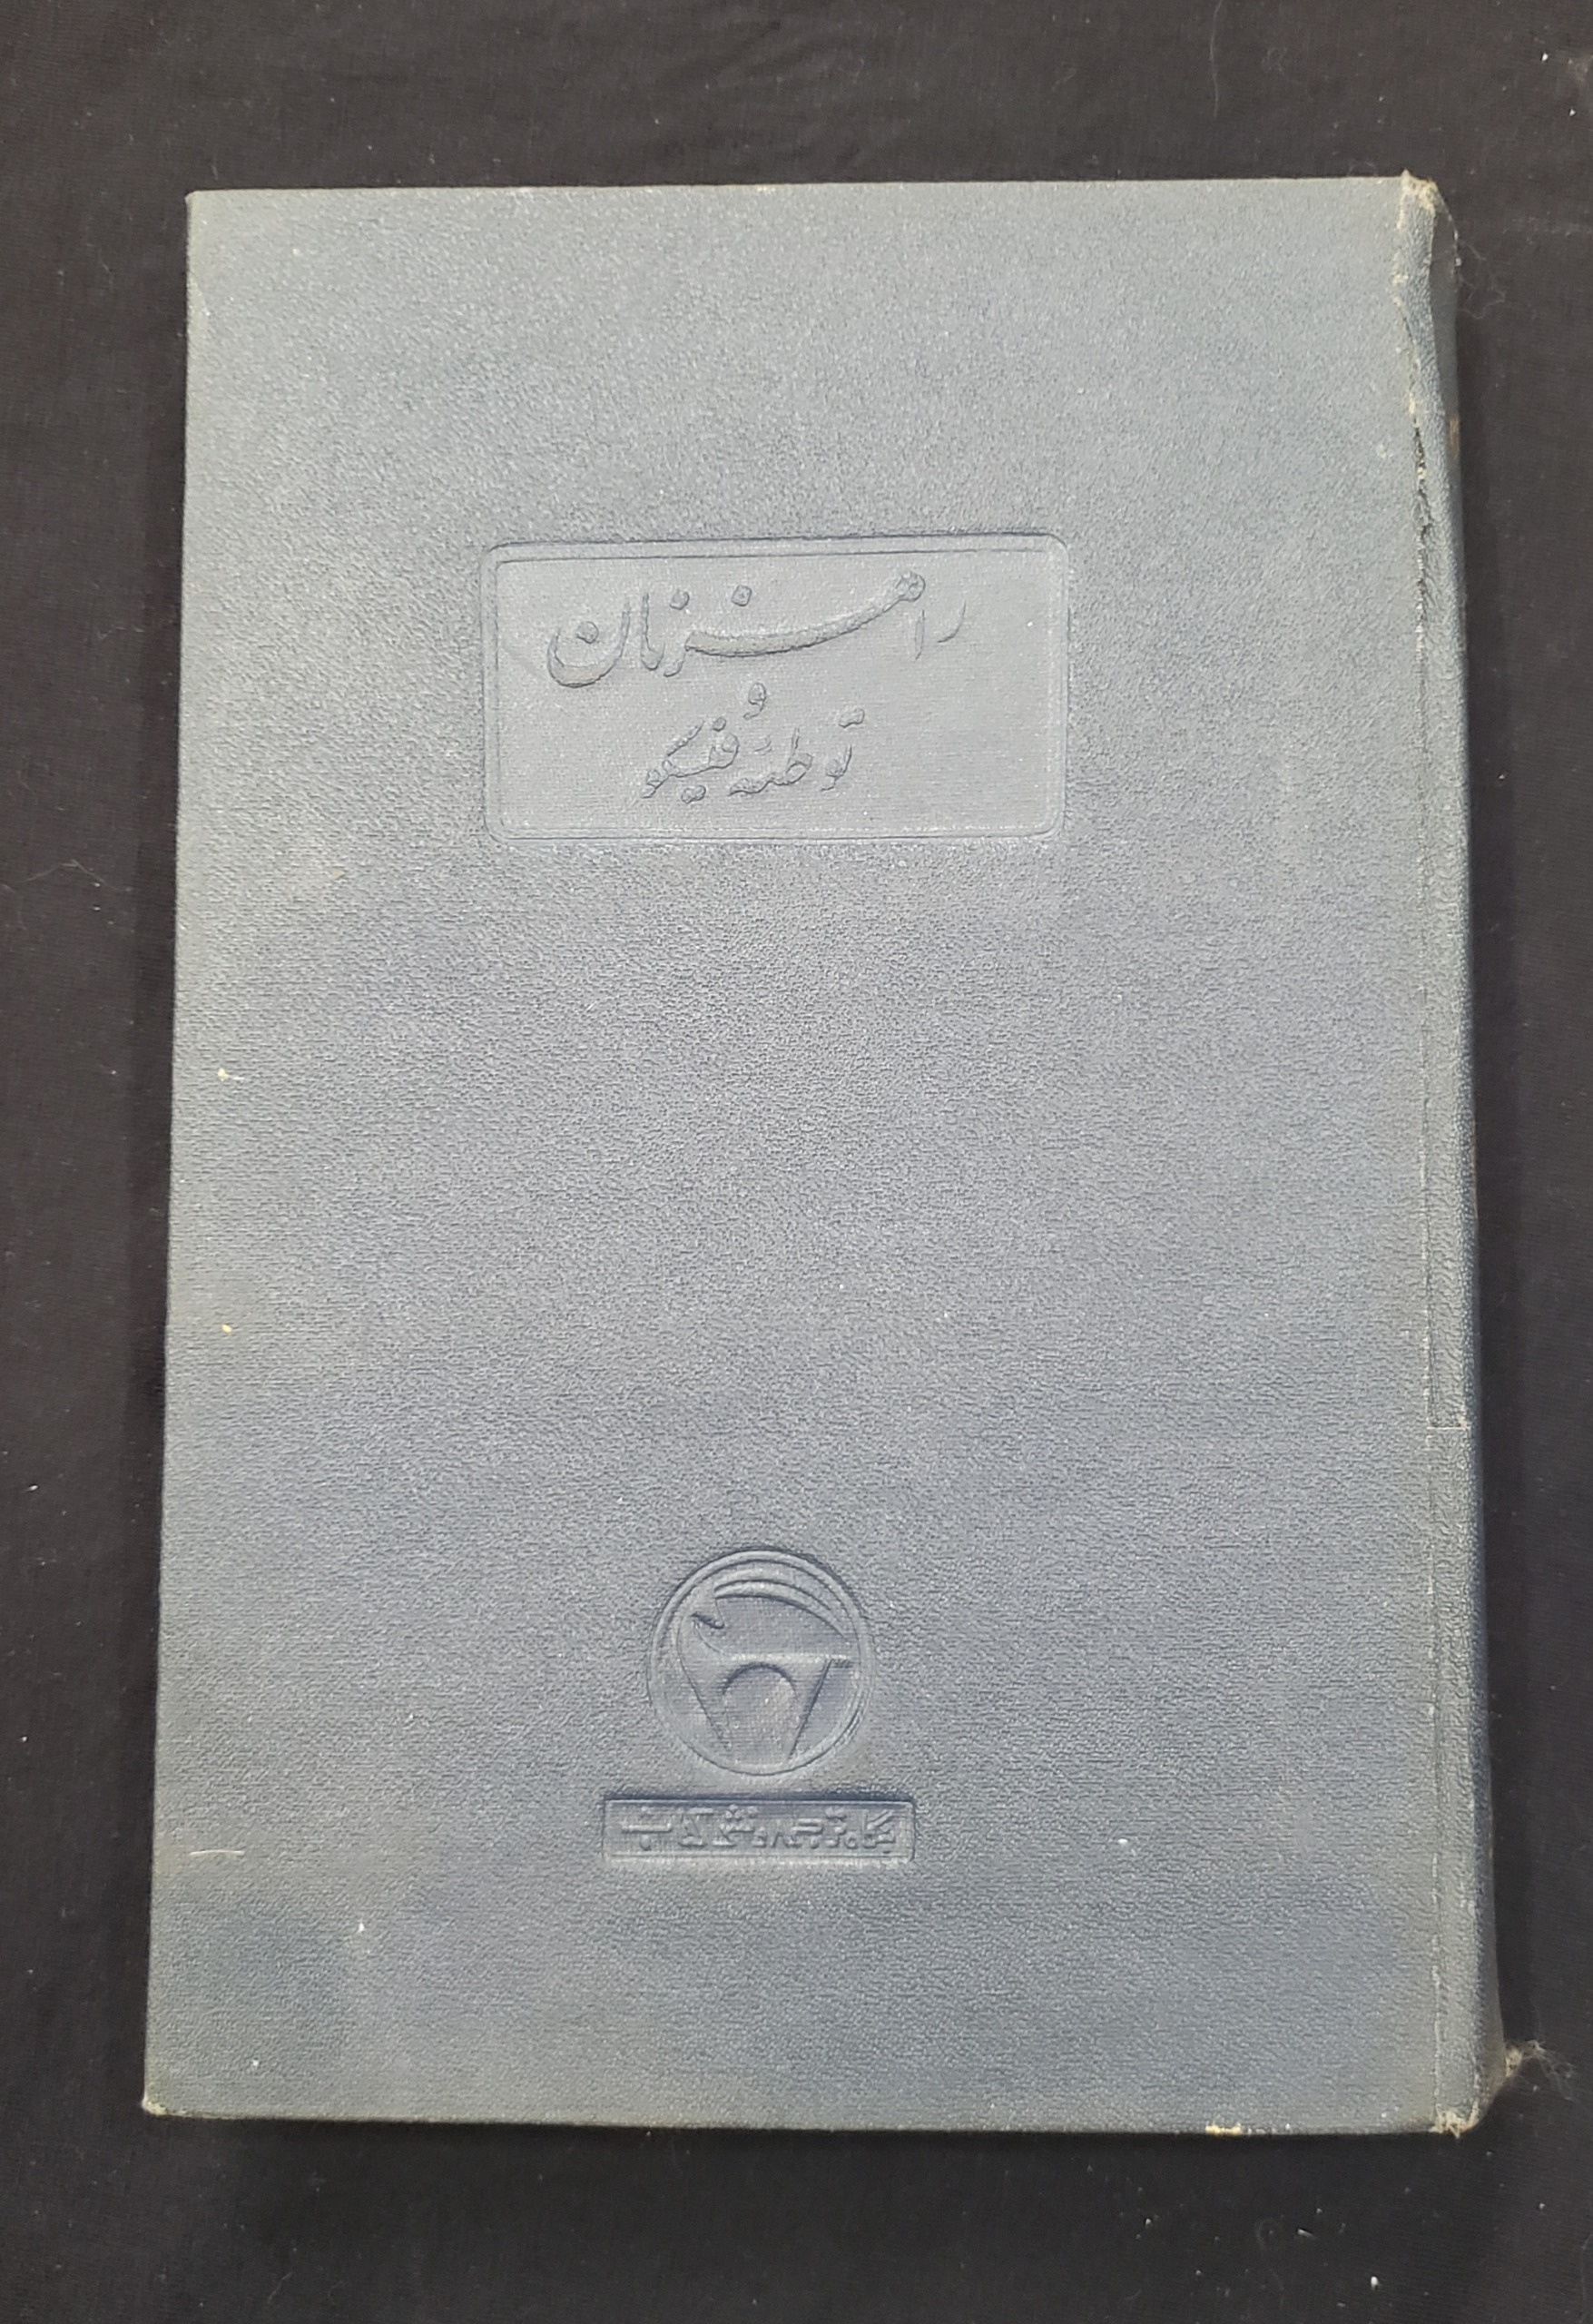 راهزنان
و
توطئهٔ فیسکو
بنگاه ترجمه و نشر کتاب